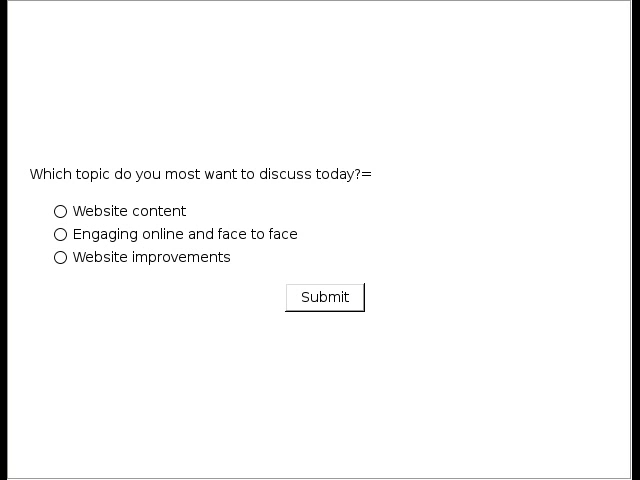 Which topic do you most want to discuss today?=
Website content
Engaging online and face to face
Website improvements
Submit